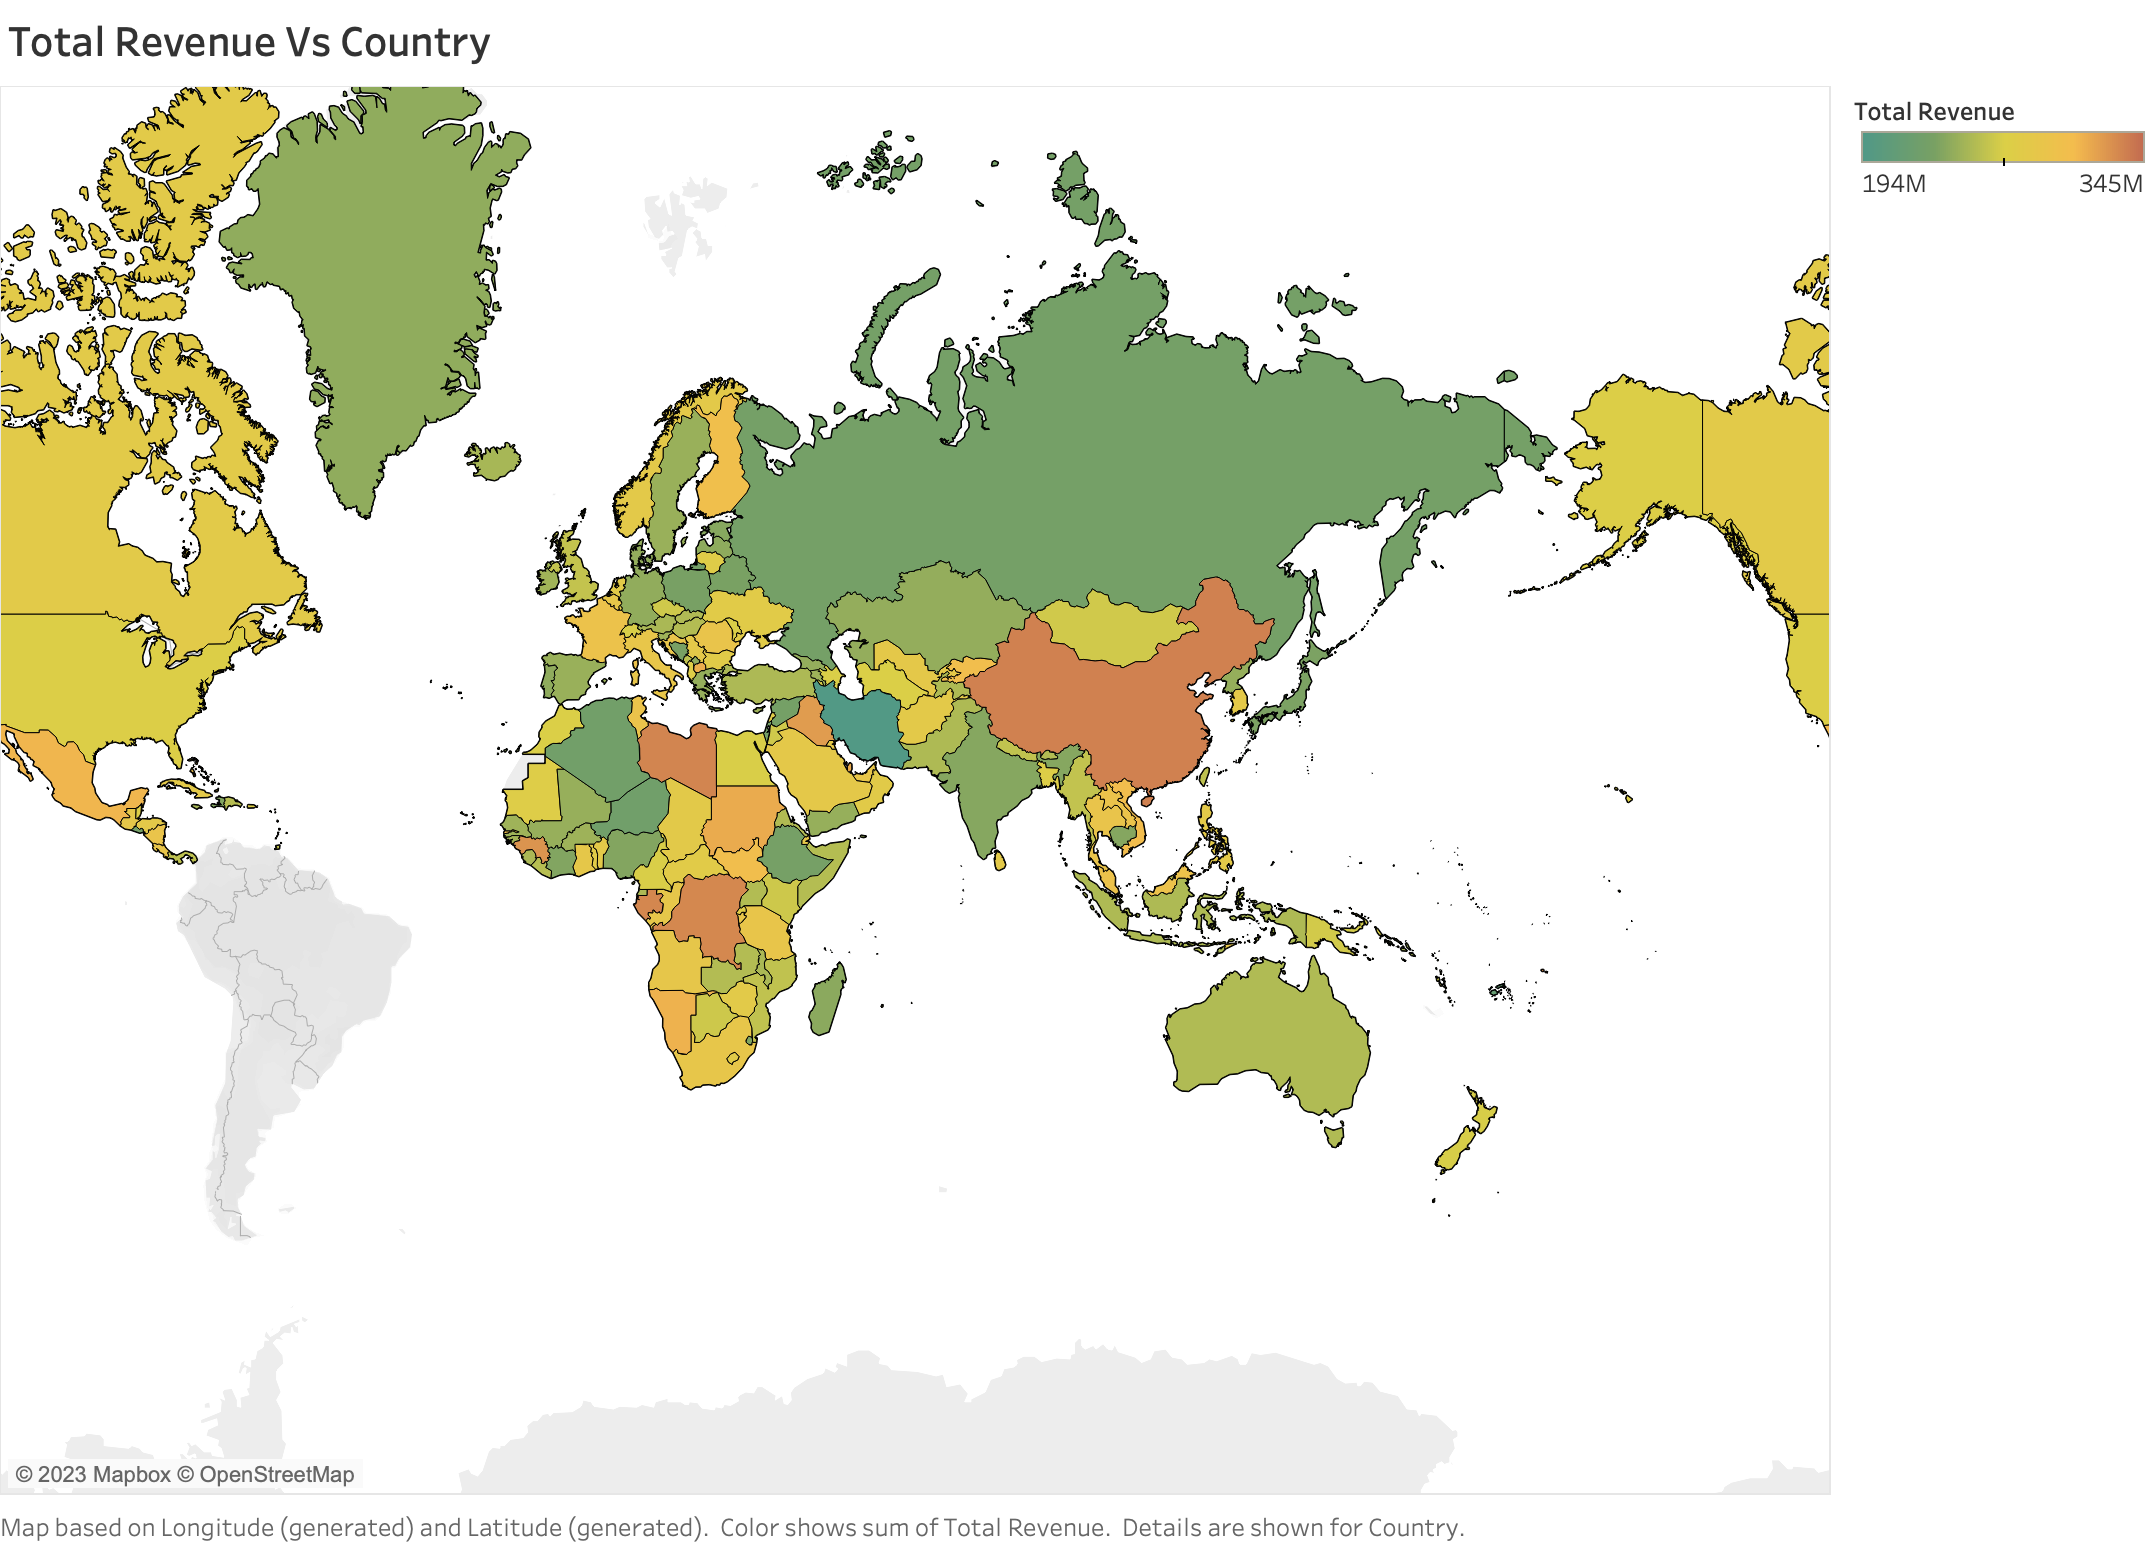 Total Revenue Vs Country
Total Revenue
194M 345M
© 2023 Mapbox © OpenStreetMap
Map based on Longitude (generated) and Latitude (generated).  Color shows sum of Total Revenue.  Details are shown for Country.